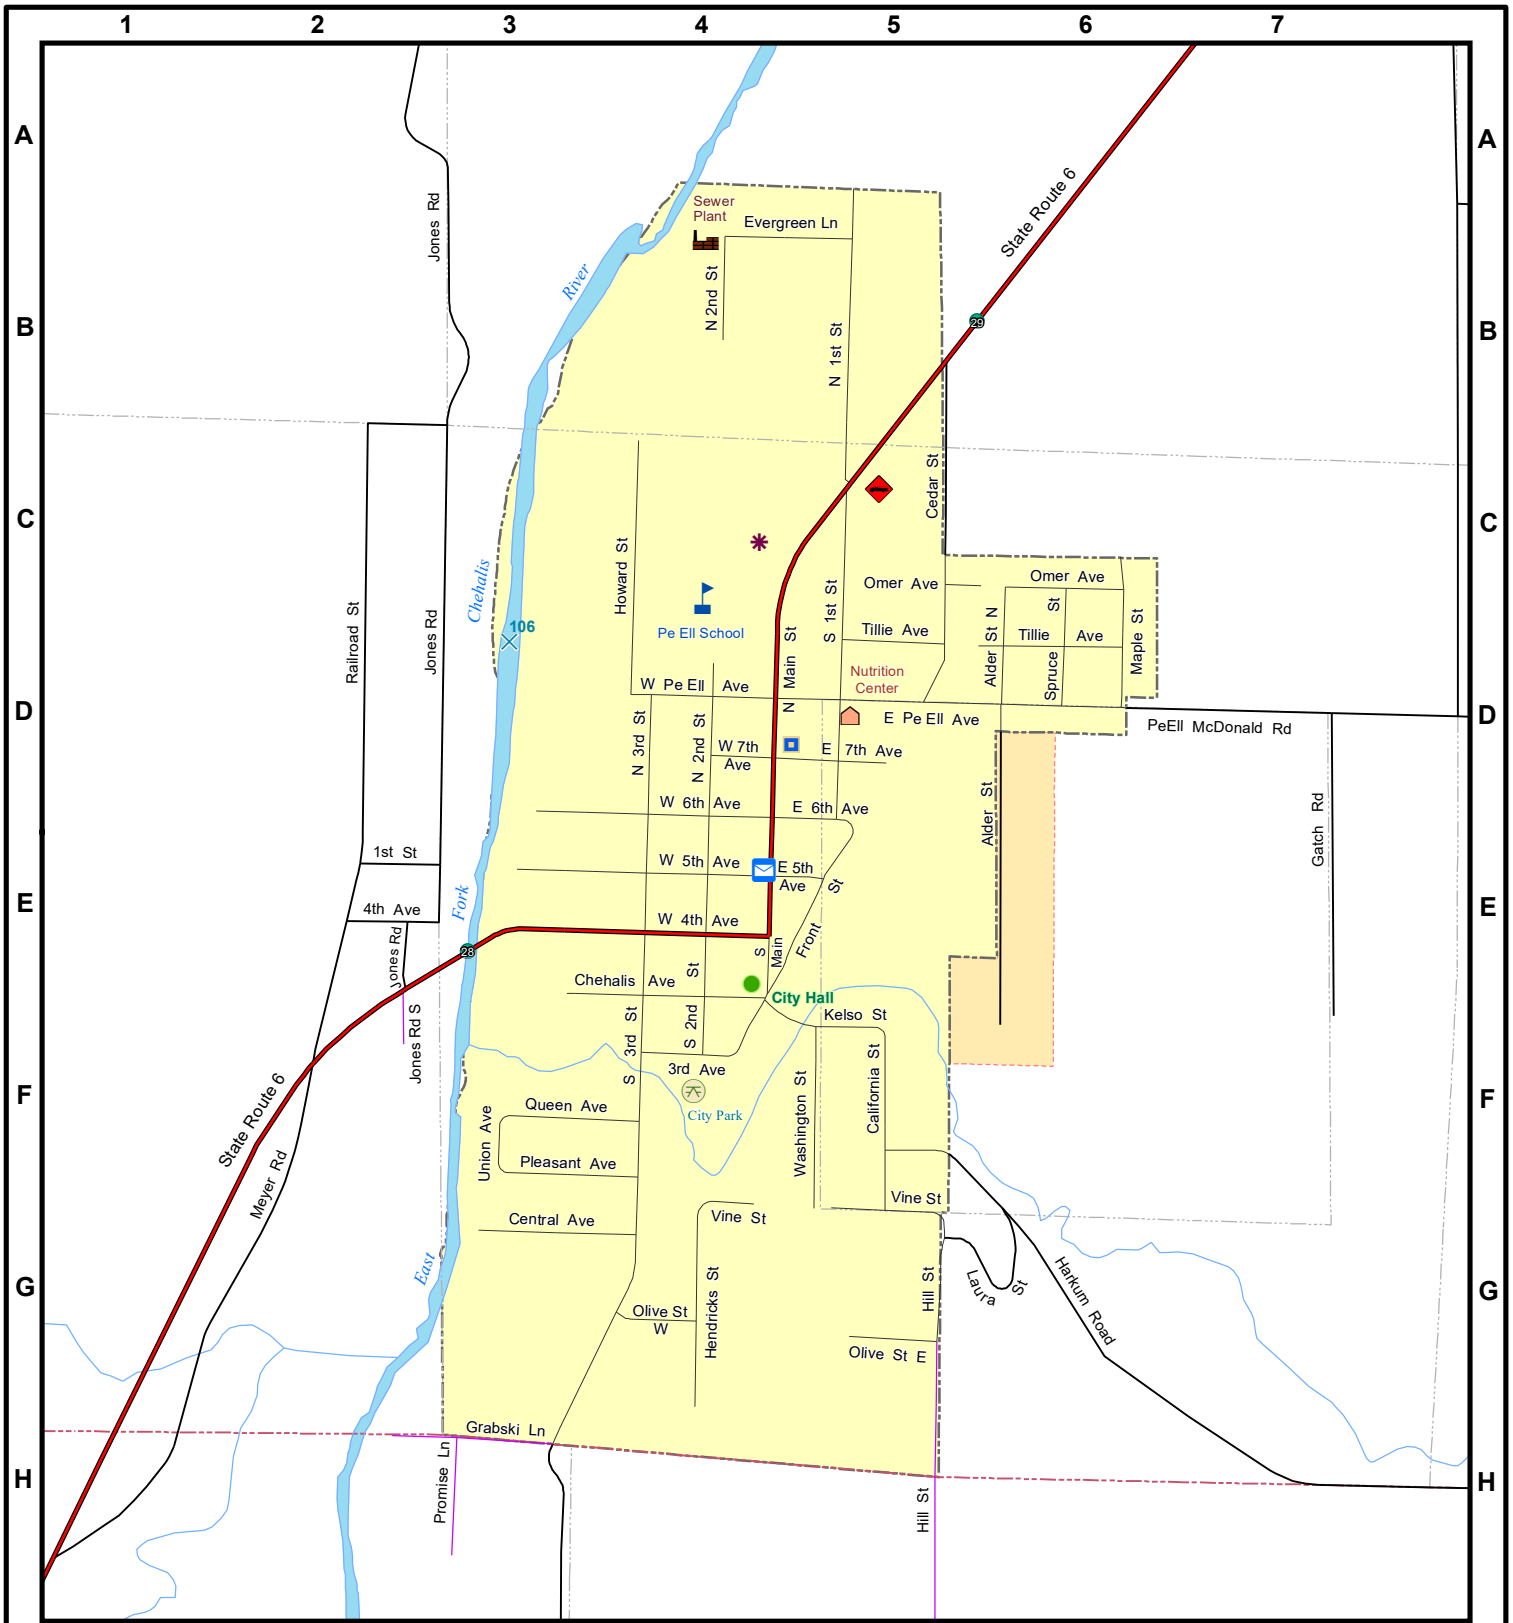 1 2 3 4 5 6 7
A A
Jones Rd
State Route 6
Sewer
Plant
Evergreen Ln
River
N 2nd St
N 1st St
29
B B
Cedar St
C C
Howard St
Chehalis
106
Pe Ell School
Railroad St
Jones Rd
S 1st St
N Main St
Omer Ave
Omer Ave
Tillie Ave
Tillie Ave
Alder St N
Spruce St
Maple St
Nutrition
Center
W Pe Ell Ave
E Pe Ell Ave
D D
PeEll McDonald Rd
N 3rd St
N 2nd St
W 7th
Ave
E 7th Ave
W 6th Ave
E 6th Ave
Alder St
Gatch Rd
1st St
W 5th Ave
E 5th
Ave
Front St
E E
4th Ave
Fork
W 4th Ave
28
Jones Rd
S Main
Chehalis Ave
City Hall
Kelso St
Jones Rd S
S 3rd St
S 2nd St
3rd Ave
City Park
F F
State Route 6
Meyer Rd
Queen Ave
Union Ave
Pleasant Ave
Washington St
California St
Vine St
Central Ave
Vine St
East
G G
Hendricks St
Hill St
Laura St
Harkum Road
Olive St
W
Olive St E
Grabski Ln
Promise Ln
H H
Hill St